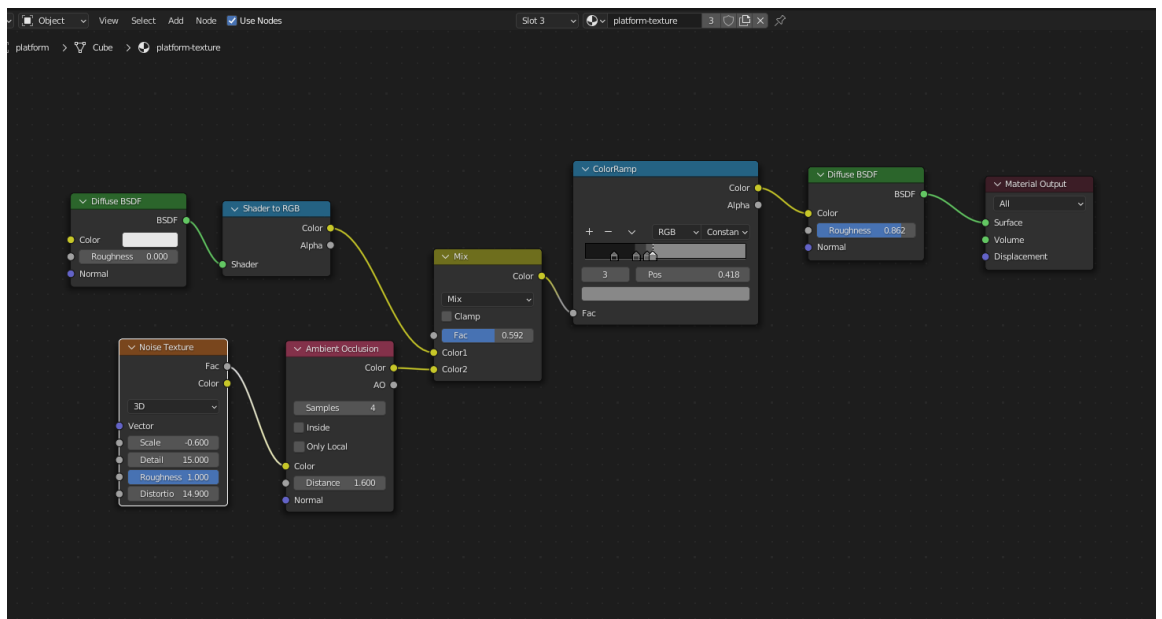 Object View Select Add Node Use Nodes Slot 3 platform-texture 3
platform > Cube > platform-texture
Diffuse BSDF
BSDF
Color
Roughness 0.000
Normal
Shader to RGB
Color
Alpha
Shader
Noise Texture
Fac
Color
3D
Vector
Scale -0.600
Detail 15.000
Roughness 1.000
Distortio 14.900
Ambient Occlusion
Color
AO
Samples 4
Inside
Only Local
Color
Distance 1.600
Normal
Mix
Color
Mix
Clamp
Fac 0.592
Color1
Color2
ColorRamp
Color
Alpha
+ − RGB Constan
3 Pos 0.418
Fac
Diffuse BSDF
BSDF
Color
Roughness 0.862
Normal
Material Output
All
Surface
Volume
Displacement